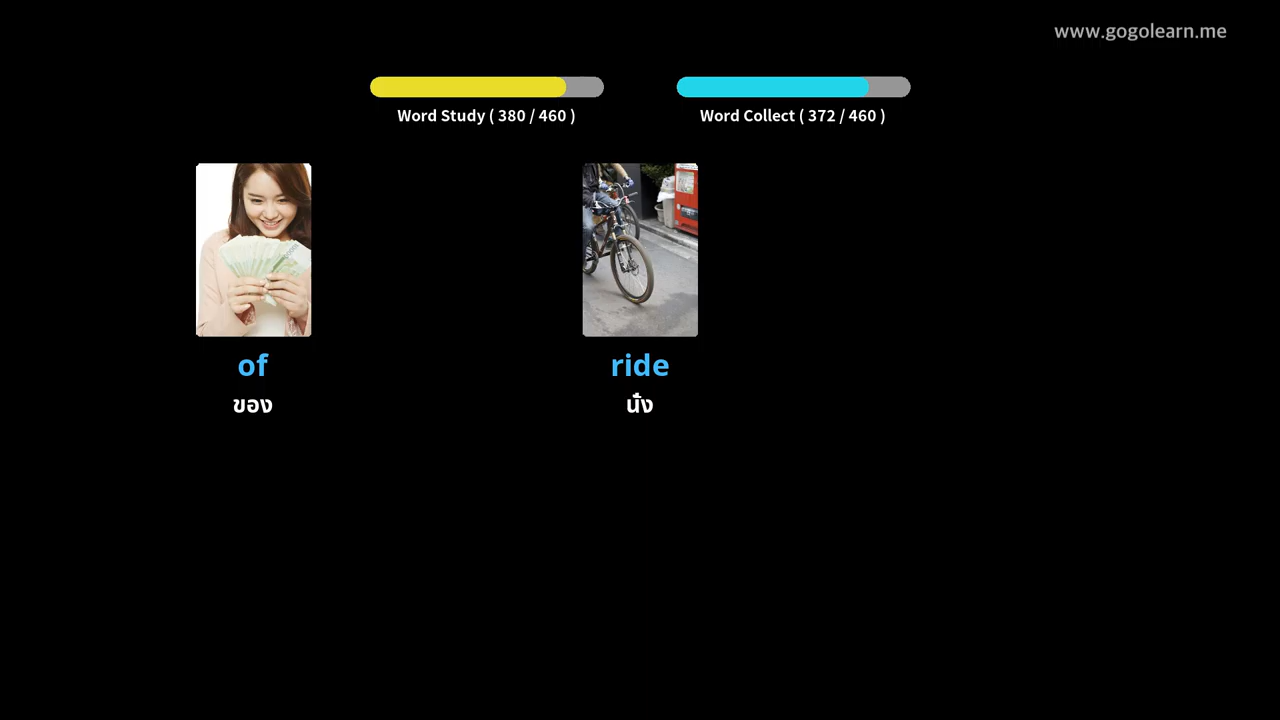 www.gogolearn.me
Word Study ( 380 / 460 )
Word Collect ( 372 / 460 )
of
ride
ของ
นั่ง